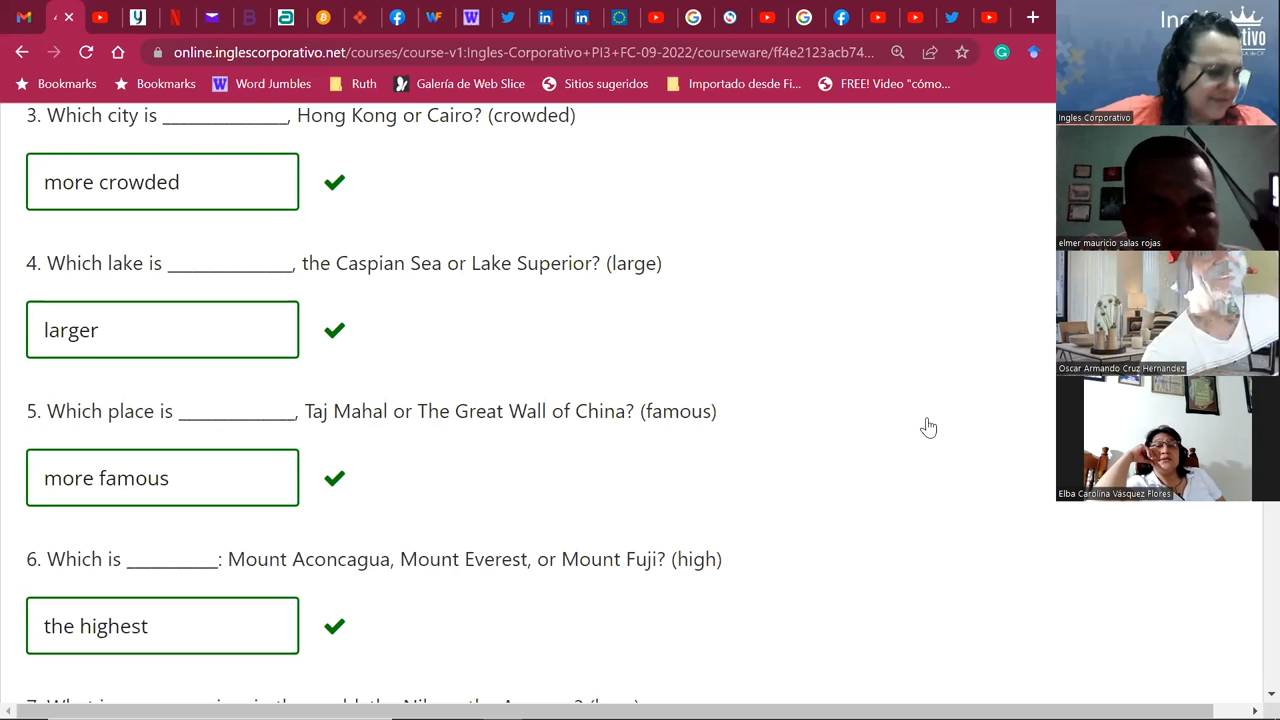 online.inglescorporativo.net/courses/course-v1:Ingles-Corporativo+PI3+FC-09-2022/courseware/ff4e2123acb74...
Bookmarks
Bookmarks
Word Jumbles
Ruth
Galería de Web Slice
Sitios sugeridos
Importado desde Fi...
FREE! Video "cómo...
3. Which city is ______________, Hong Kong or Cairo? (crowded)
more crowded
4. Which lake is ______________, the Caspian Sea or Lake Superior? (large)
larger
5. Which place is _____________, Taj Mahal or The Great Wall of China? (famous)
more famous
6. Which is __________: Mount Aconcagua, Mount Everest, or Mount Fuji? (high)
the highest
Ingles Corporativo
elmer mauricio salas rojas
Oscar Armando Cruz Hernandez
Elba Carolina Vásquez Flores